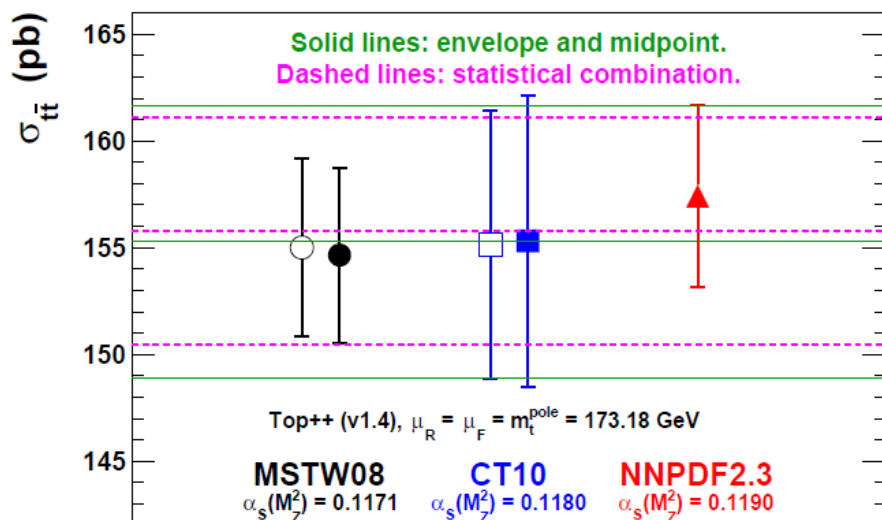 σ_tt̄ (pb)
165
Solid lines: envelope and midpoint.
Dashed lines: statistical combination.
160
155
150
Top++ (v1.4), μ_R = μ_F = m_t^pole = 173.18 GeV
145
MSTW08 CT10 NNPDF2.3
α_s(M_Z^2) = 0.1171 α_s(M_Z^2) = 0.1180 α_s(M_Z^2) = 0.1190